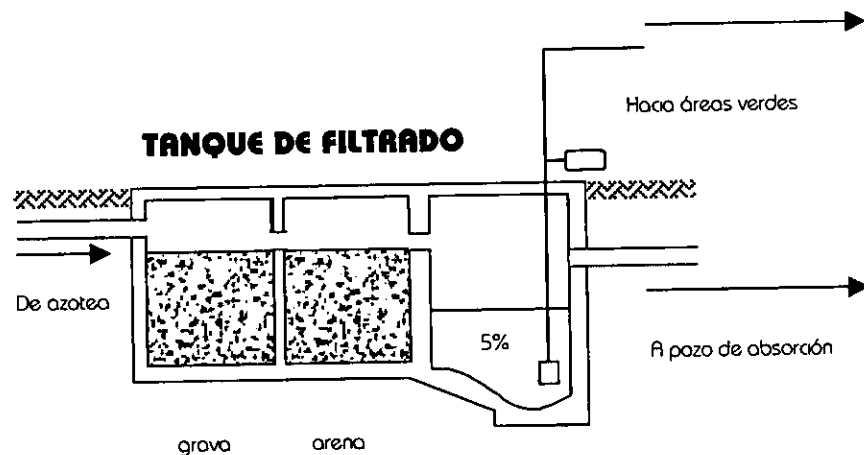 Hacia áreas verdes
TANQUE DE FILTRADO
De azotea
5%
A pozo de absorción
grava
arena